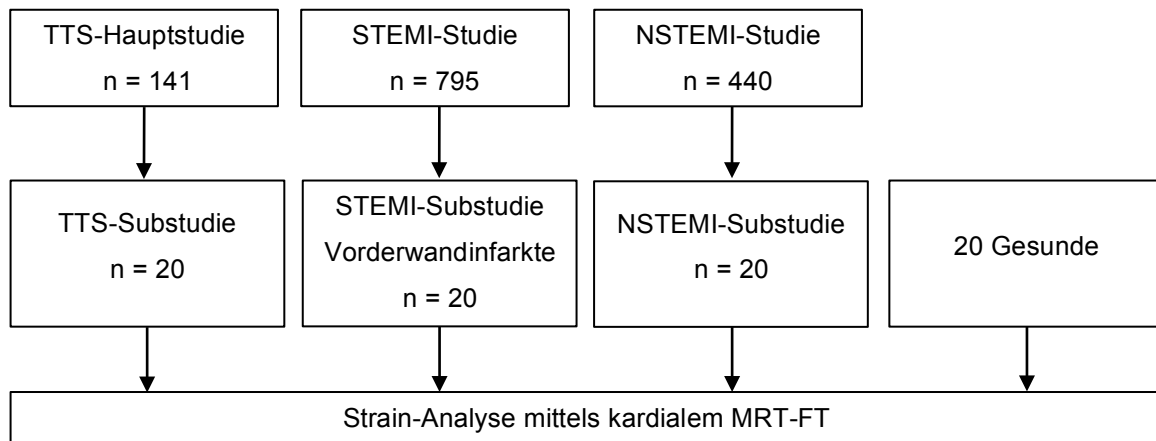 TTS-Hauptstudie
n = 141
STEMI-Studie
n = 795
NSTEMI-Studie
n = 440
TTS-Substudie
n = 20
STEMI-Substudie
Vorderwandinfarkte
n = 20
NSTEMI-Substudie
n = 20
20 Gesunde
Strain-Analyse mittels kardialem MRT-FT